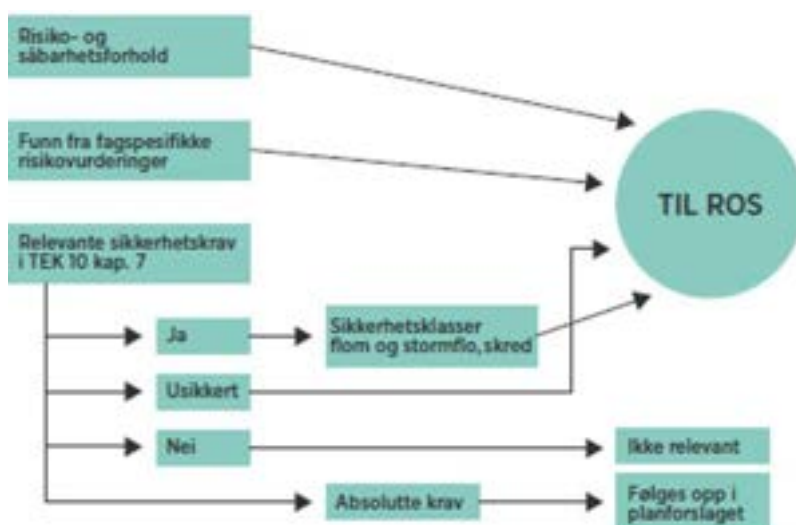 Risiko- og
såbarhetsforhold
Funn fra fagspesifikke
risikovurderinger
TIL ROS
Relevante sikkerhetskrav
i TEK 10 kap. 7
Ja
Sikkerhetsklasser
flom og stormflo, skred
Usikkert
Nei
Ikke relevant
Absolutte krav
Følges opp i
planforslaget